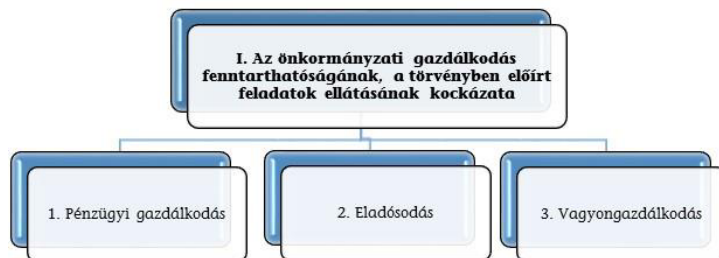 I. Az önkormányzati gazdálkodás
fenntarthatóságának, a törvényben előírt
feladatok ellátásának kockázata
1. Pénzügyi gazdálkodás
2. Eladósodás
3. Vagyongazdálkodás